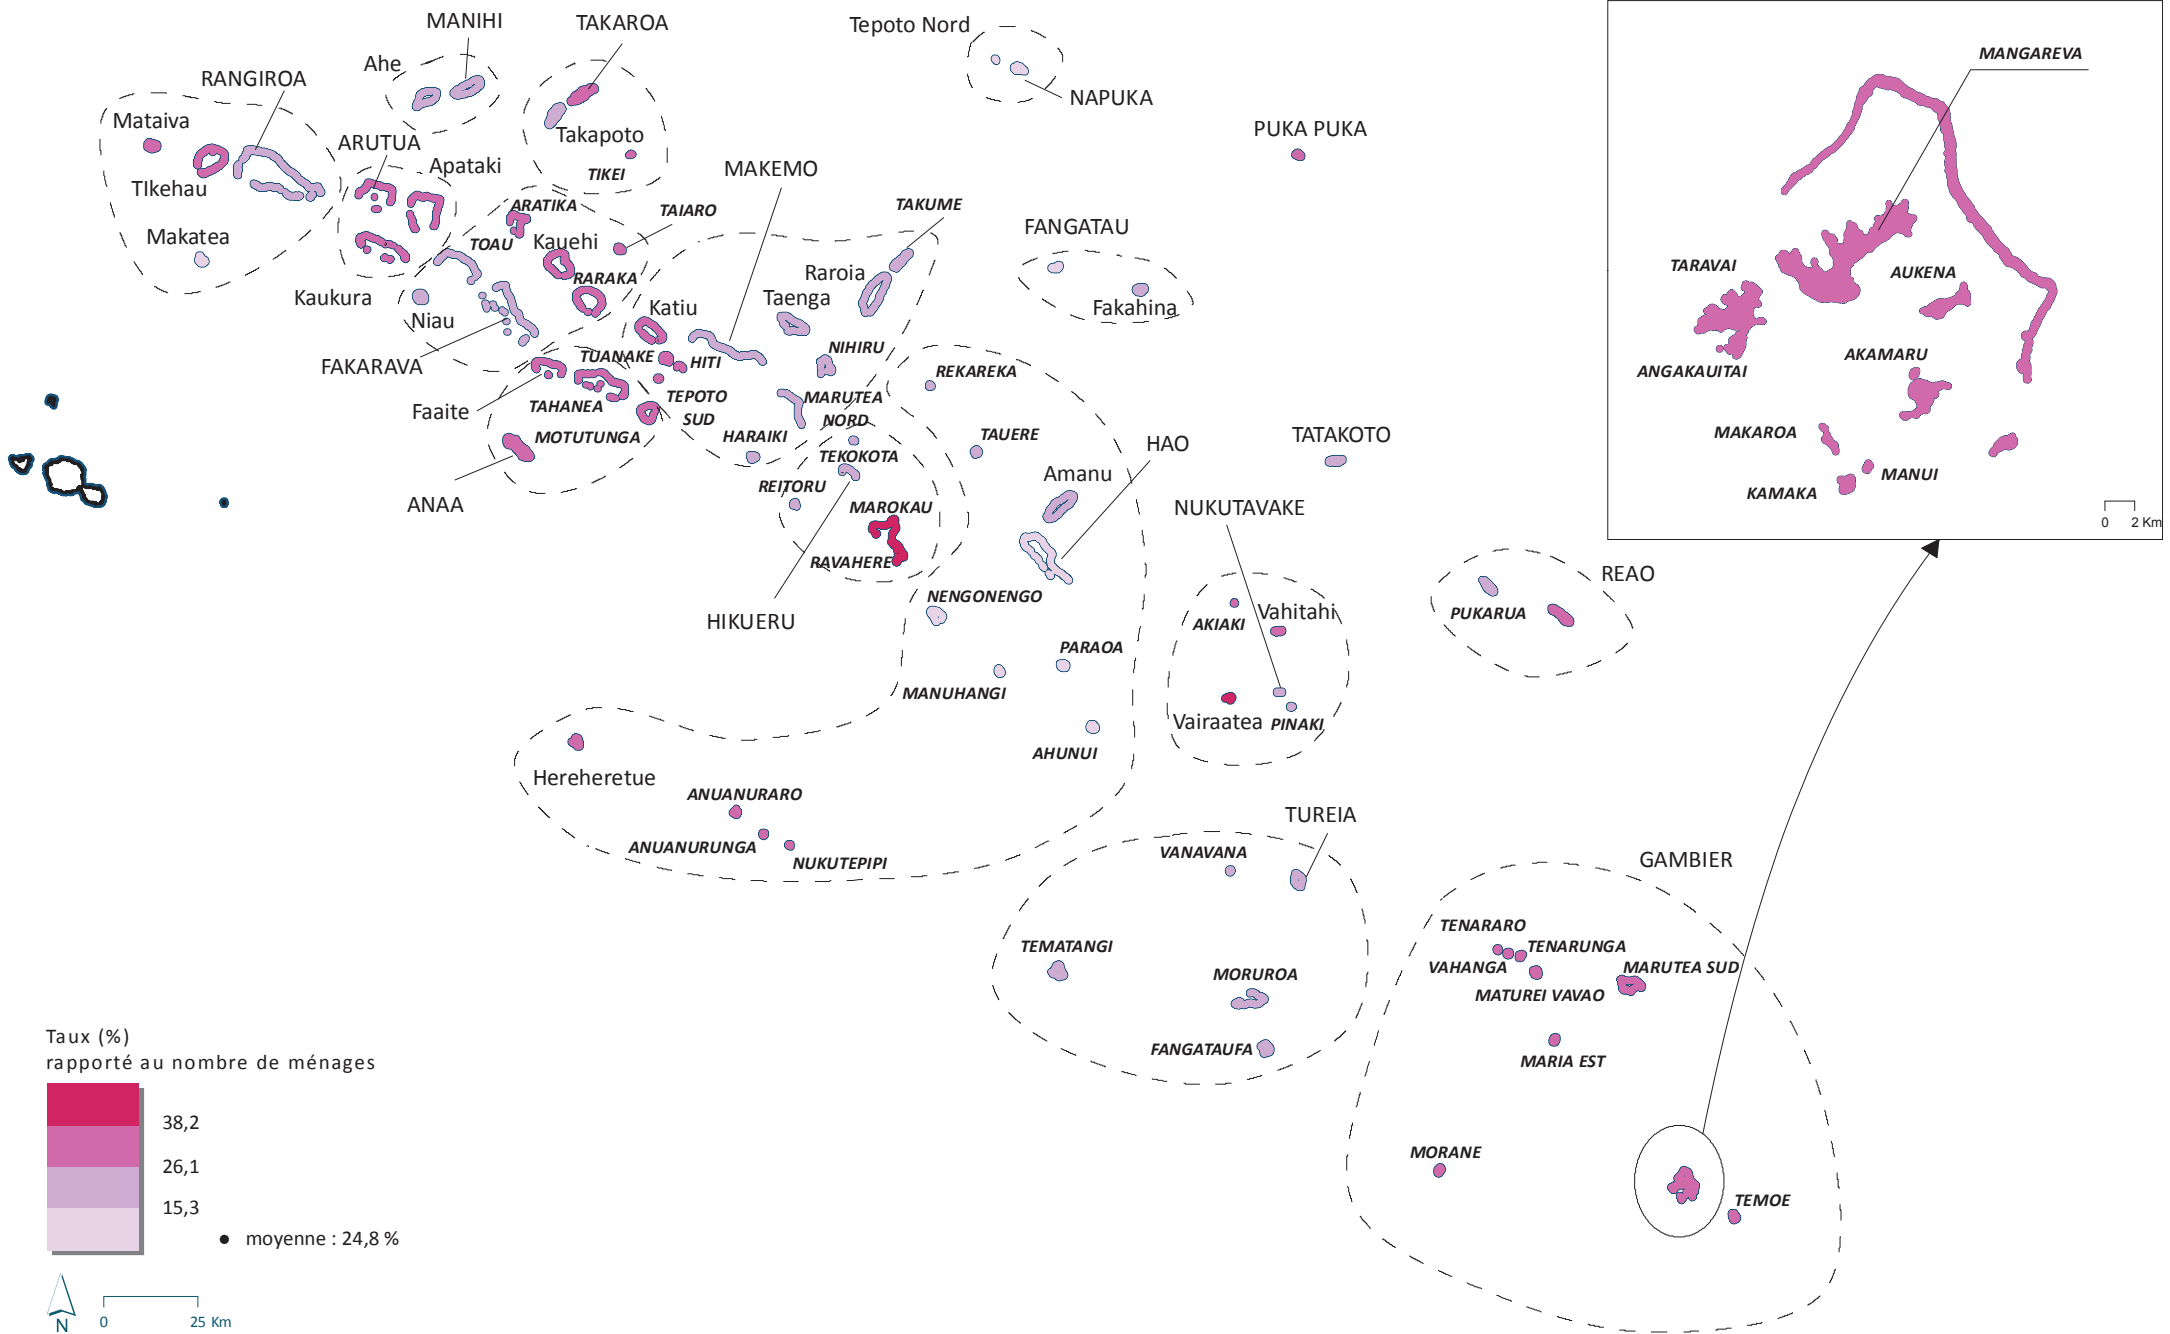 MANIHI
TAKAROA
Tepoto Nord
MANGAREVA
Ahe
RANGIROA
NAPUKA
Mataiva
ARUTUA
Takapoto
PUKA PUKA
Apataki
MAKEMO
TIKEI
TIkehau
ARATIKA
TAIARO
TAKUME
FANGATAU
Makatea
TOAU
Kauehi
Raroia
TARAVAI
AUKENA
RARAKA
Kaukura
Katiu
Taenga
Fakahina
Niau
FAKARAVA
TUANAKE
HITI
NIHIRU
REKAREKA
AKAMARU
ANGAKAUITAI
Faaite
TAHANEA
TEPOTO
SUD
MARUTEA
NORD
MOTUTUNGA
HARAIKI
TAUERE
HAO
TATAKOTO
MAKAROA
TEKOKOTA
Amanu
MANUI
KAMAKA
REITORU
ANAA
MAROKAU
NUKUTAVAKE
0 2 Km
RAVAHERE
REAO
NENGONENGO
HIKUERU
AKIAKI
Vahitahi
PUKARUA
PARAOA
MANUHANGI
Vairaatea
PINAKI
AHUNUI
Hereheretue
ANUANURARO
TUREIA
ANUANURUNGA
NUKUTEPIPI
VANAVANA
GAMBIER
TENARARO
TEMATANGI
TENARUNGA
VAHANGA
MARUTEA SUD
MORUROA
MATUREI VAVAO
FANGATAUFA
MARIA EST
MORANE
TEMOE
Taux (%)
rapporté au nombre de ménages
38,2
26,1
15,3
moyenne : 24,8 %
N
0 25 Km